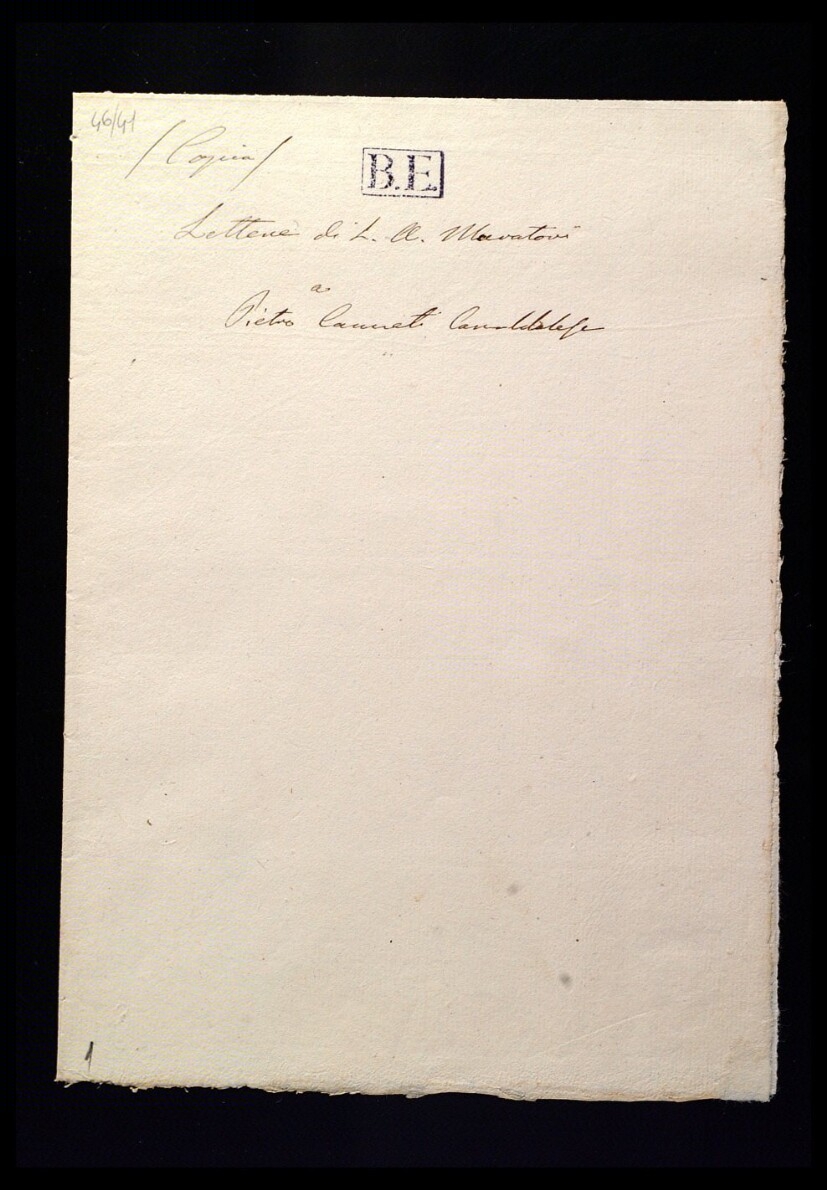 46/41
/Copia/
B.E.
Lettere di L. A. Muratori
a
Pietro Canneti Camaldolese
1